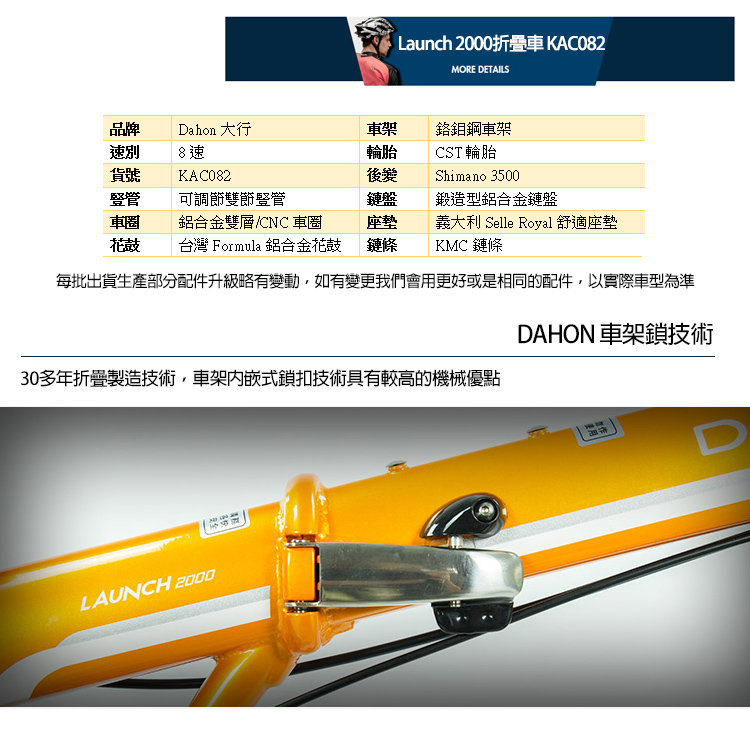 Launch 2000折疊車 KAC082
MORE DETAILS
品牌 Dahon 大行 車架 鉻鉬鋼車架
速別 8 速 輪胎 CST 輪胎
貨號 KAC082 後變 Shimano 3500
豎管 可調節雙節豎管 鏈盤 鍛造型鋁合金鏈盤
車圈 鋁合金雙層/CNC 車圈 座墊 義大利 Selle Royal 舒適座墊
花鼓 台灣 Formula 鋁合金花鼓 鏈條 KMC 鏈條
每批出貨生產部分配件升級略有變動，如有變更我們會用更好或是相同的配件，以實際車型為準
DAHON 車架鎖技術
30多年折疊製造技術，車架內嵌式鎖扣技術具有較高的機械優點
LAUNCH 2000
D